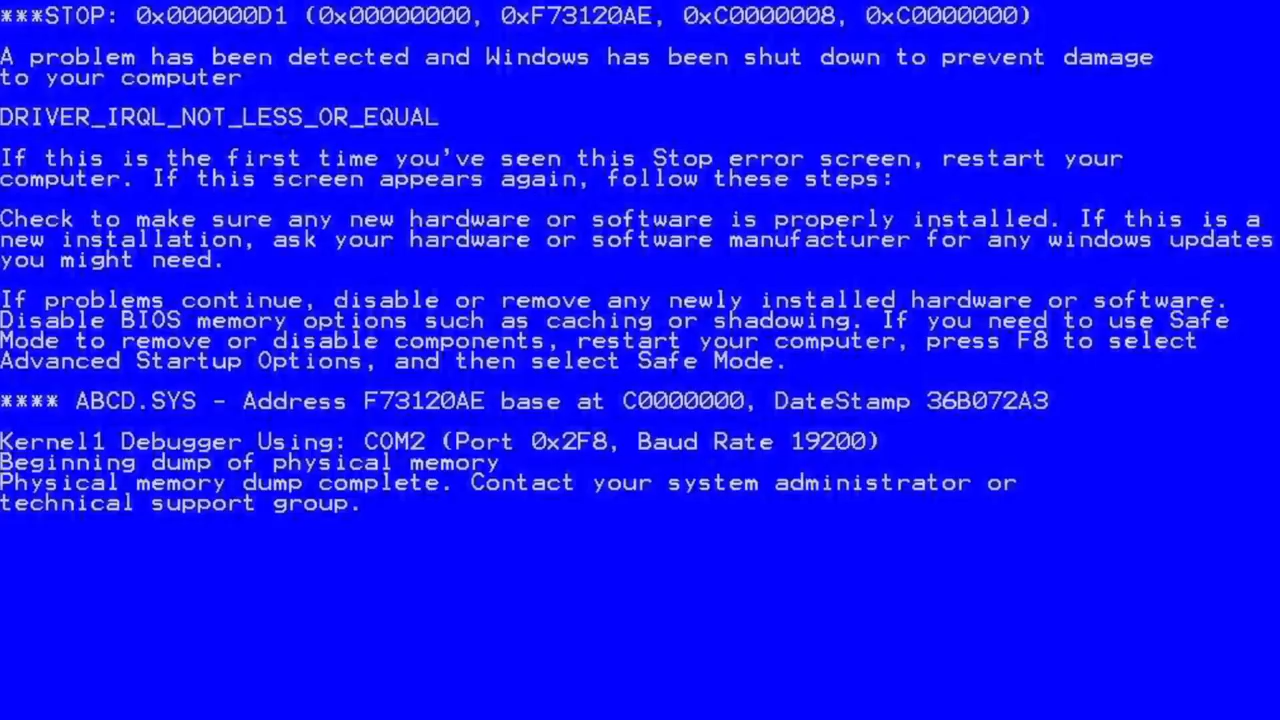 ***STOP: 0x000000D1 (0x00000000, 0xF73120AE, 0xC0000008, 0xC0000000)
A problem has been detected and Windows has been shut down to prevent damage
to your computer
DRIVER_IRQL_NOT_LESS_OR_EQUAL
If this is the first time you've seen this Stop error screen, restart your
computer. If this screen appears again, follow these steps:
Check to make sure any new hardware or software is properly installed. If this is a
new installation, ask your hardware or software manufacturer for any windows updates
you might need.
If problems continue, disable or remove any newly installed hardware or software.
Disable BIOS memory options such as caching or shadowing. If you need to use Safe
Mode to remove or disable components, restart your computer, press F8 to select
Advanced Startup Options, and then select Safe Mode.
**** ABCD.SYS - Address F73120AE base at C0000000, DateStamp 36B072A3
Kernel1 Debugger Using: COM2 (Port 0x2F8, Baud Rate 19200)
Beginning dump of physical memory
Physical memory dump complete. Contact your system administrator or
technical support group.